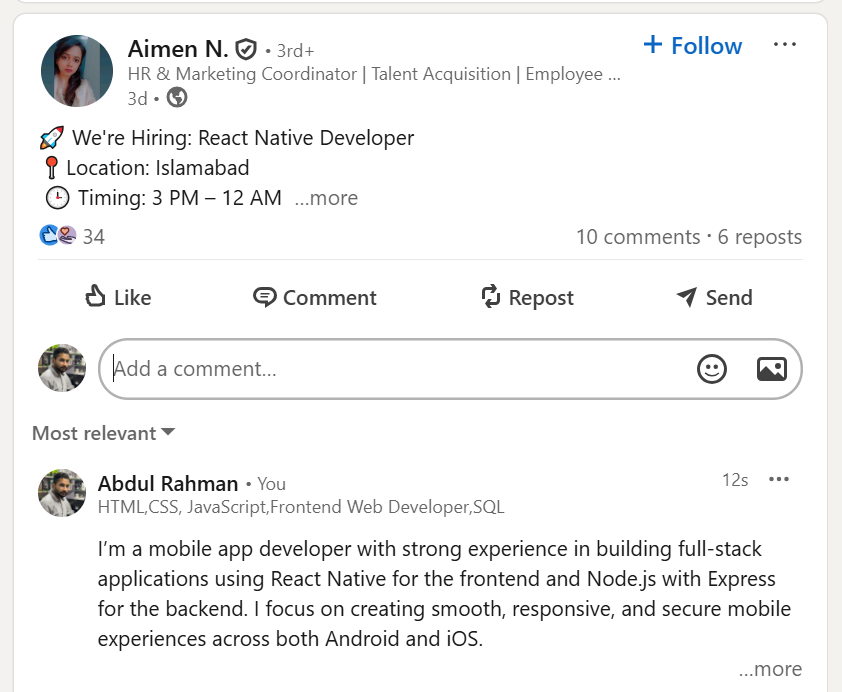 Aimen N. • 3rd+
+ Follow ...
HR & Marketing Coordinator | Talent Acquisition | Employee ...
3d •
🚀 We're Hiring: React Native Developer
📍 Location: Islamabad
🕒 Timing: 3 PM – 12 AM ...more
34
10 comments · 6 reposts
Like Comment Repost Send
Add a comment...
Most relevant
Abdul Rahman • You
12s ...
HTML,CSS, JavaScript,Frontend Web Developer,SQL
I'm a mobile app developer with strong experience in building full-stack
applications using React Native for the frontend and Node.js with Express
for the backend. I focus on creating smooth, responsive, and secure mobile
experiences across both Android and iOS.
...more